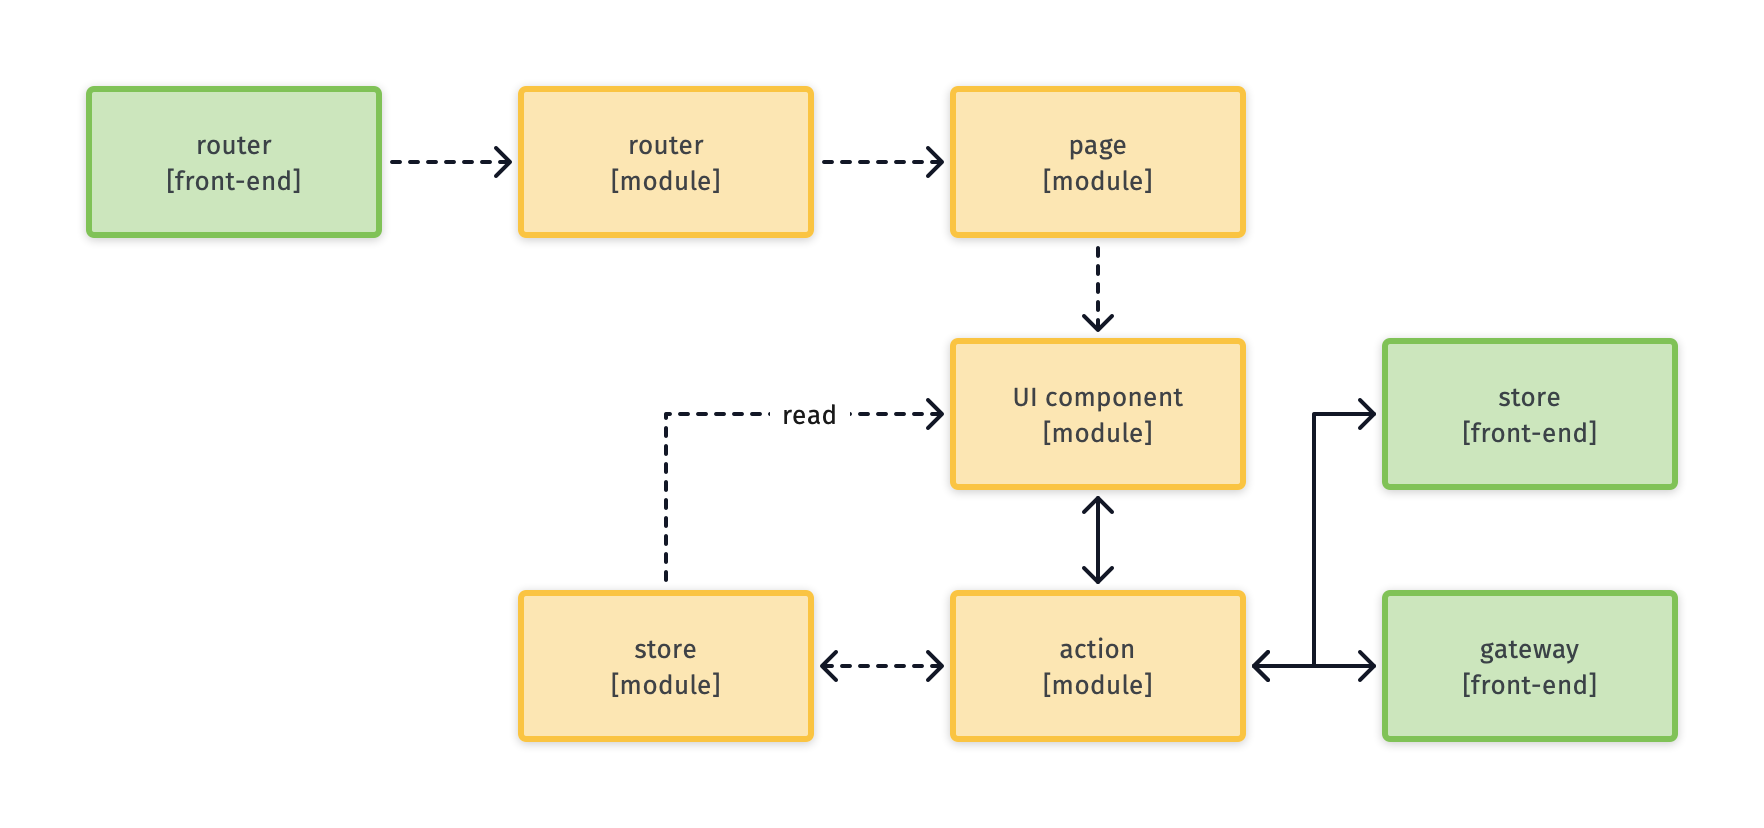 router
[front-end]
router
[module]
page
[module]
UI component
[module]
store
[front-end]
read
store
[module]
action
[module]
gateway
[front-end]